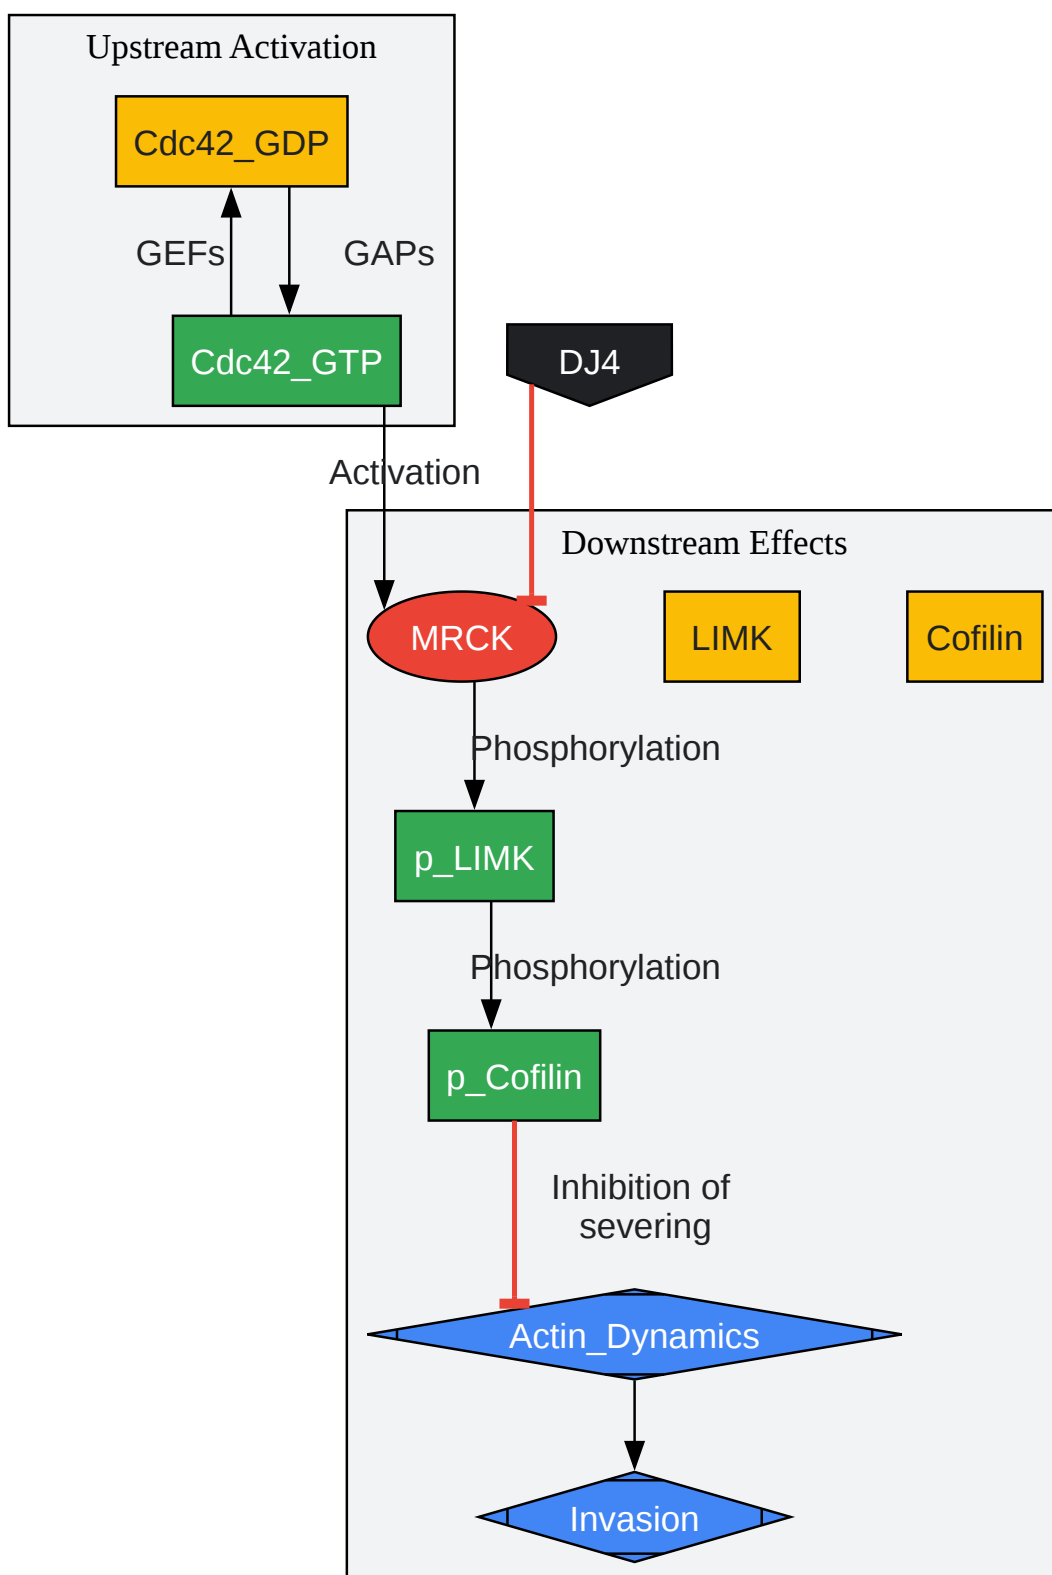 Upstream Activation
Cdc42_GDP
GEFs
GAPs
Cdc42_GTP
DJ4
Activation
Downstream Effects
MRCK
LIMK
Cofilin
Phosphorylation
p_LIMK
Phosphorylation
p_Cofilin
Inhibition of
severing
Actin_Dynamics
Invasion